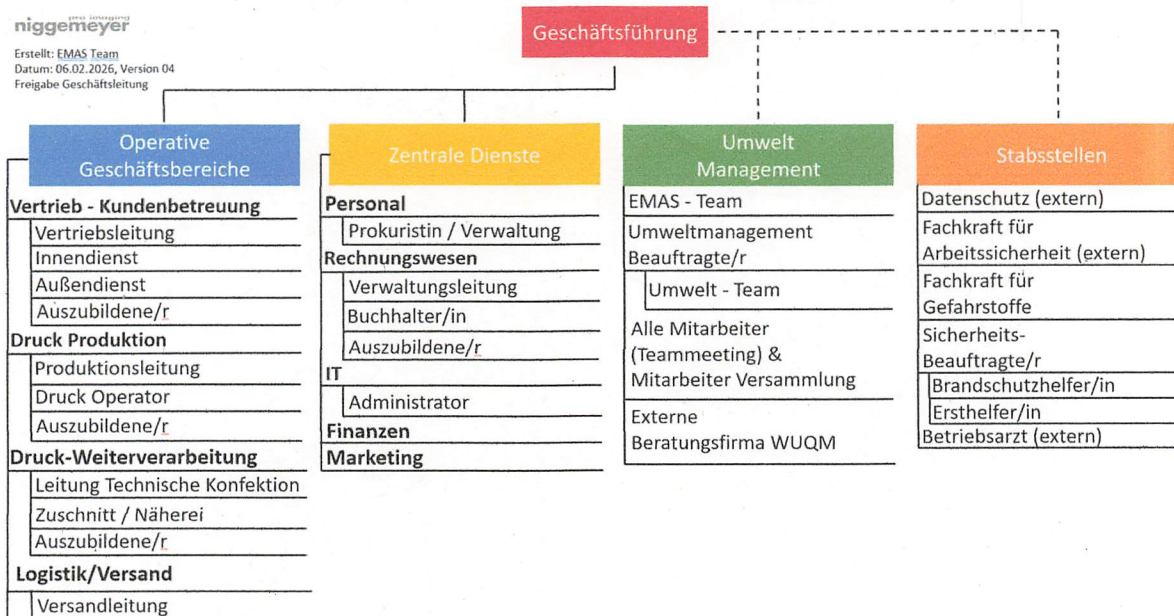 pro imaging
niggemeyer
Erstellt: EMAS Team
Datum: 06.02.2026, Version 04
Freigabe Geschäftsleitung
Geschäftsführung
Operative
Geschäftsbereiche
Vertrieb - Kundenbetreuung
Vertriebsleitung
Innendienst
Außendienst
Auszubildene/r
Druck Produktion
Produktionsleitung
Druck Operator
Auszubildene/r
Druck-Weiterverarbeitung
Leitung Technische Konfektion
Zuschnitt / Näherei
Auszubildene/r
Logistik/Versand
Versandleitung
Zentrale Dienste
Personal
Prokuristin / Verwaltung
Rechnungswesen
Verwaltungsleitung
Buchhalter/in
Auszubildene/r
IT
Administrator
Finanzen
Marketing
Umwelt
Management
EMAS - Team
Umweltmanagement
Beauftragte/r
Umwelt - Team
Alle Mitarbeiter
(Teammeeting) &
Mitarbeiter Versammlung
Externe
Beratungsfirma WUQM
Stabsstellen
Datenschutz (extern)
Fachkraft für
Arbeitssicherheit (extern)
Fachkraft für
Gefahrstoffe
Sicherheits-
Beauftragte/r
Brandschutzhelfer/in
Ersthelfer/in
Betriebsarzt (extern)